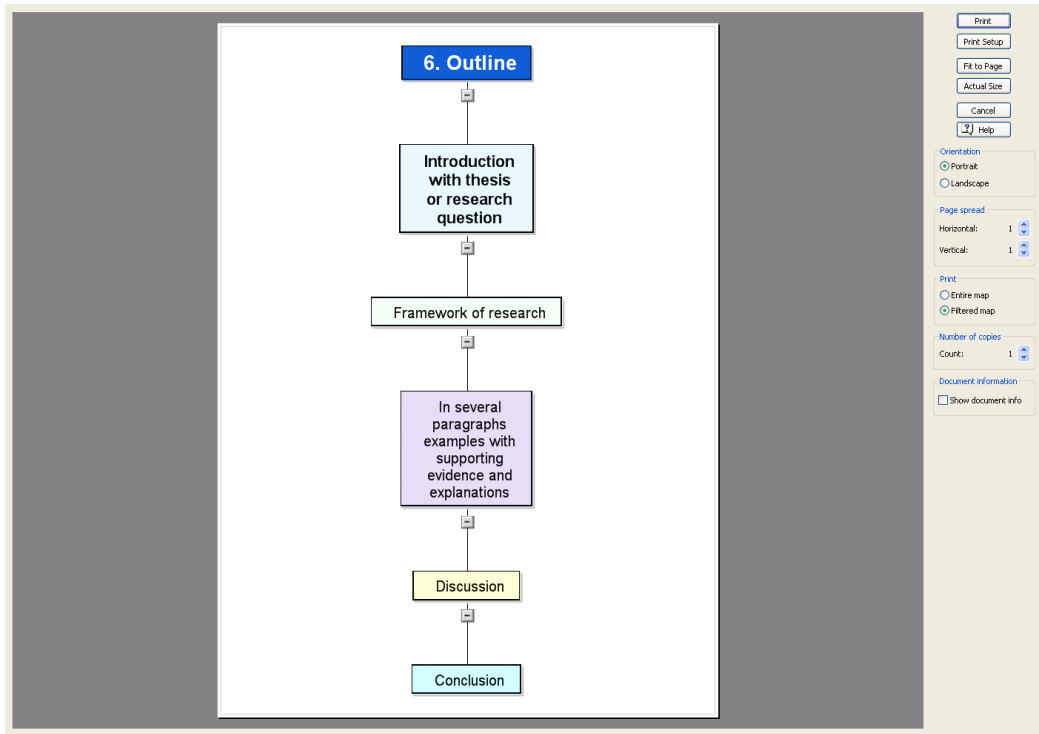 6. Outline
Introduction
with thesis
or research
question
Framework of research
In several
paragraphs
examples with
supporting
evidence and
explanations
Discussion
Conclusion
Print
Print Setup
Fit to Page
Actual Size
Cancel
Help
Orientation
Portrait
Landscape
Page spread
Horizontal: 1
Vertical: 1
Print
Entire map
Filtered map
Number of copies
Count: 1
Document information
Show document info